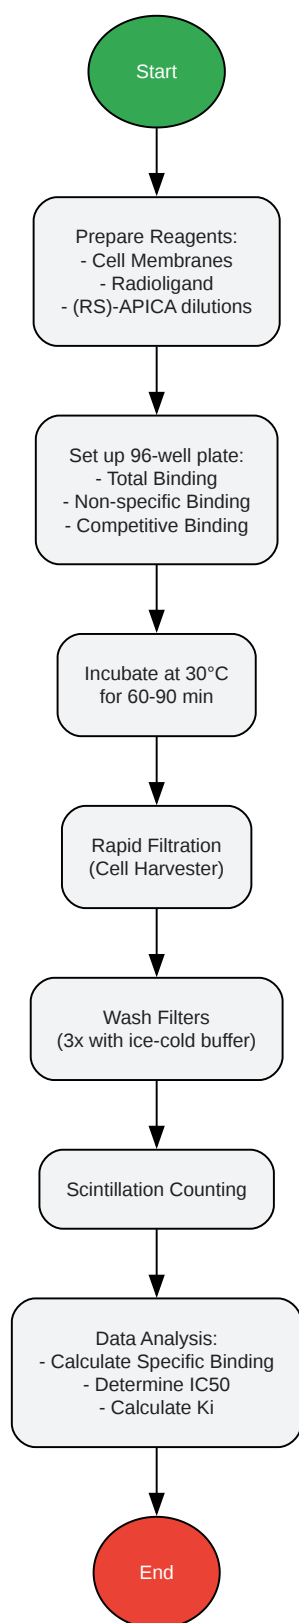 Start
Prepare Reagents:
- Cell Membranes
- Radioligand
- (RS)-APICA dilutions
Set up 96-well plate:
- Total Binding
- Non-specific Binding
- Competitive Binding
Incubate at 30°C
for 60-90 min
Rapid Filtration
(Cell Harvester)
Wash Filters
(3x with ice-cold buffer)
Scintillation Counting
Data Analysis:
- Calculate Specific Binding
- Determine IC50
- Calculate Ki
End